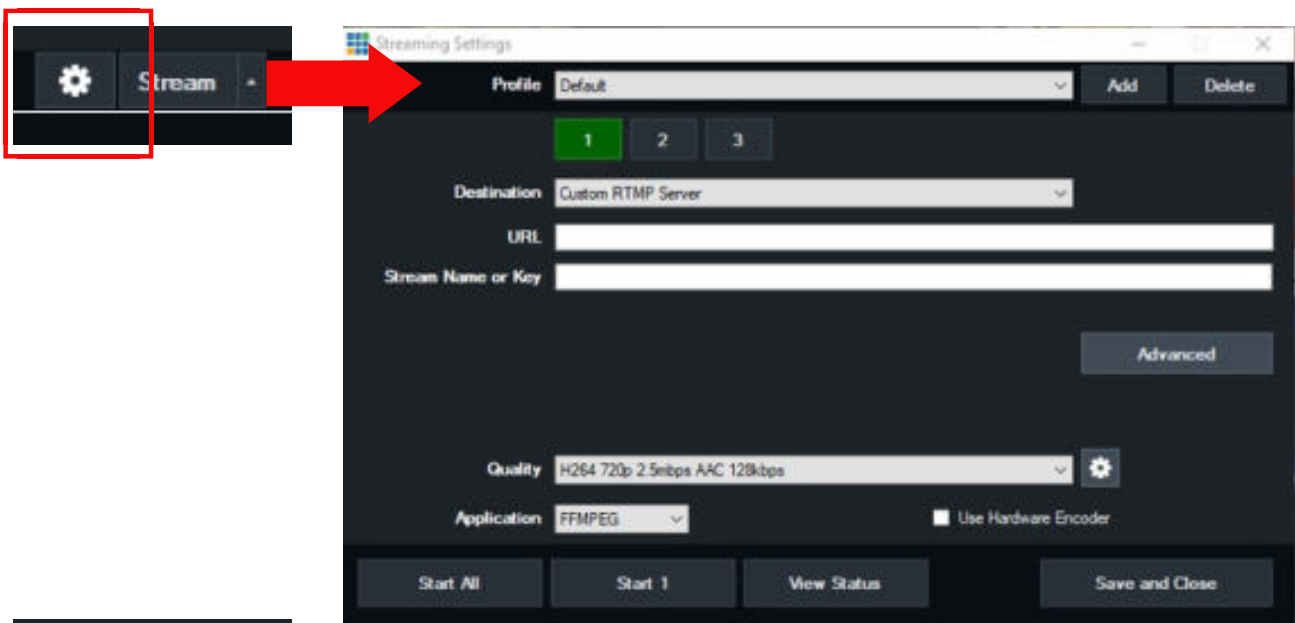 Stream
Streaming Settings
Profile Default Add Delete
1 2 3
Destination Custom RTMP Server
URL
Stream Name or Key
Advanced
Quality H264 720p 2.5mbps AAC 128kbps
Application FFMPEG Use Hardware Encoder
Start All Start 1 View Status Save and Close